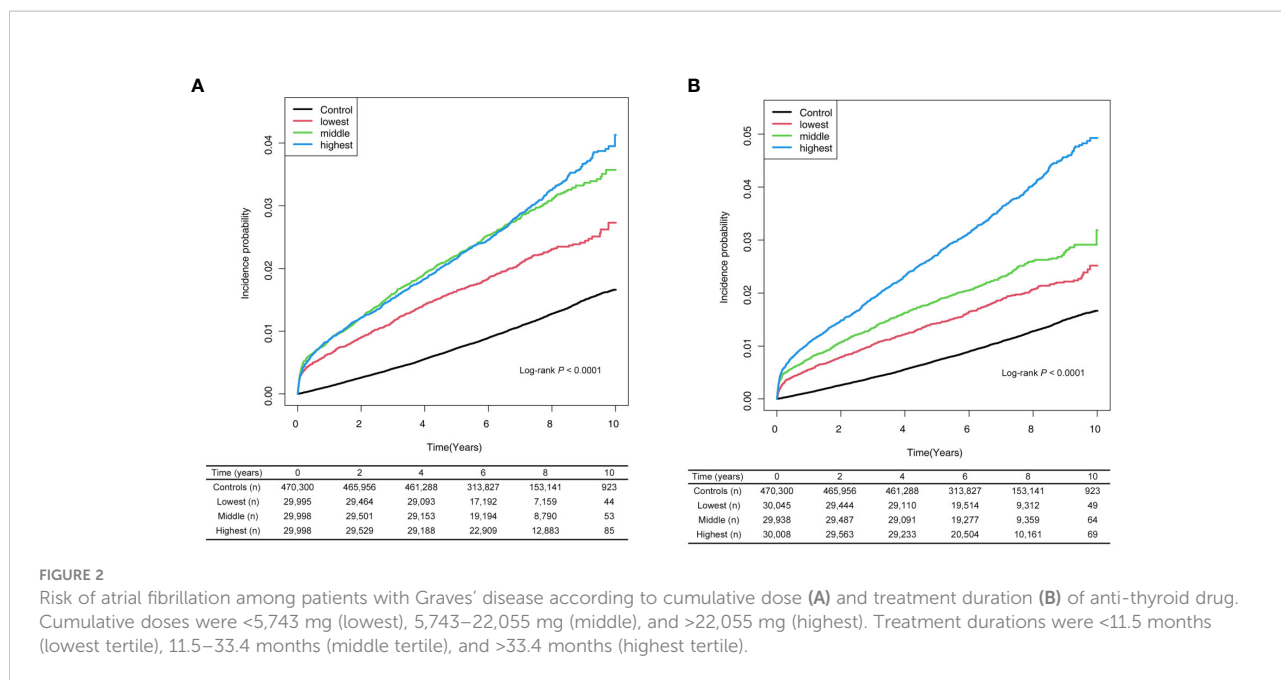 A
Control
lowest
middle
highest
0.04
0.03
0.02
0.01
0.00
Incidence probability
Log-rank P < 0.0001
0 2 4 6 8 10
Time(Years)
Time (years) 0 2 4 6 8 10
Controls (n) 470,300 465,956 461,288 313,827 153,141 923
Lowest (n) 29,995 29,464 29,093 17,192 7,159 44
Middle (n) 29,998 29,501 29,153 19,194 8,790 53
Highest (n) 29,998 29,529 29,188 22,909 12,883 85
B
Control
lowest
middle
highest
0.05
0.04
0.03
0.02
0.01
0.00
Incidence probability
Log-rank P < 0.0001
0 2 4 6 8 10
Time(Years)
Time (years) 0 2 4 6 8 10
Controls (n) 470,300 465,956 461,288 313,827 153,141 923
Lowest (n) 30,045 29,444 29,110 19,514 9,312 49
Middle (n) 29,938 29,487 29,091 19,277 9,359 64
Highest (n) 30,008 29,563 29,233 20,504 10,161 69
FIGURE 2
Risk of atrial fibrillation among patients with Graves’ disease according to cumulative dose (A) and treatment duration (B) of anti-thyroid drug.
Cumulative doses were <5,743 mg (lowest), 5,743–22,055 mg (middle), and >22,055 mg (highest). Treatment durations were <11.5 months
(lowest tertile), 11.5–33.4 months (middle tertile), and >33.4 months (highest tertile).